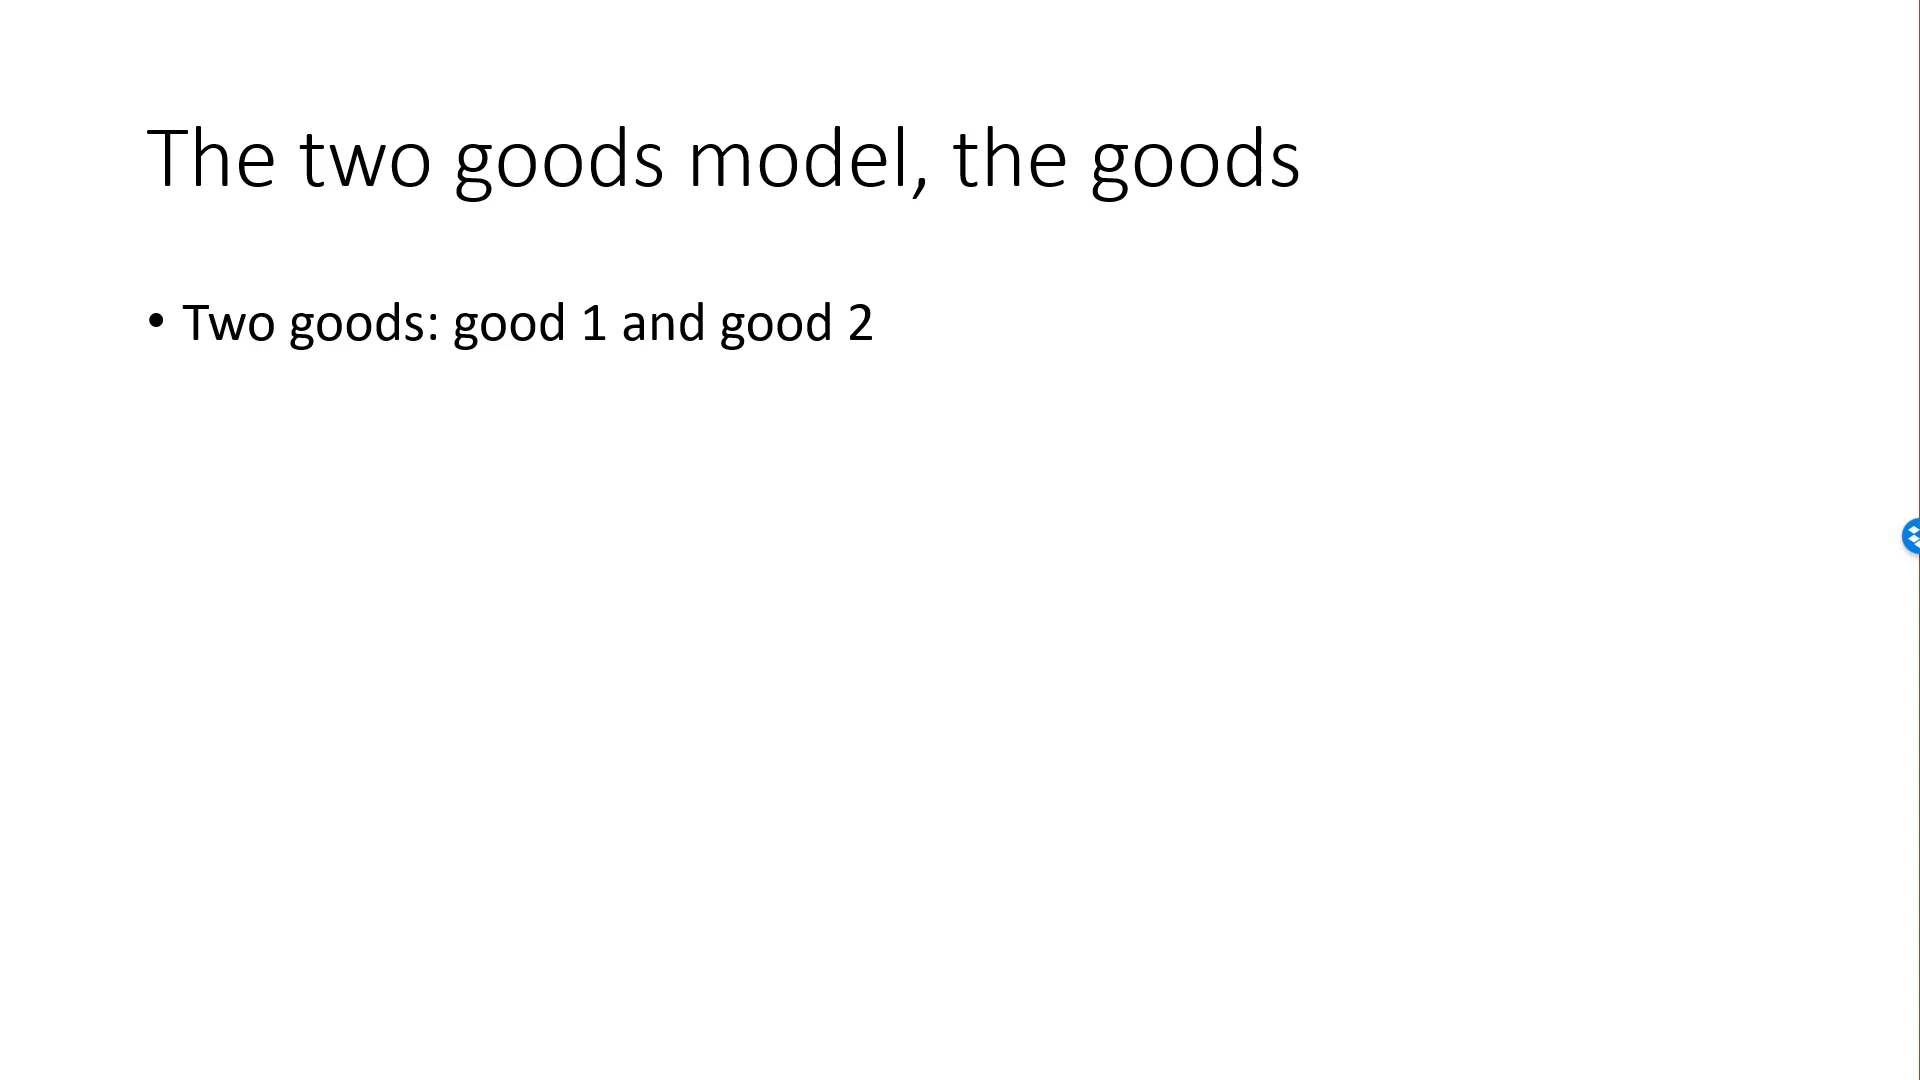 The two goods model, the goods
• Two goods: good 1 and good 2